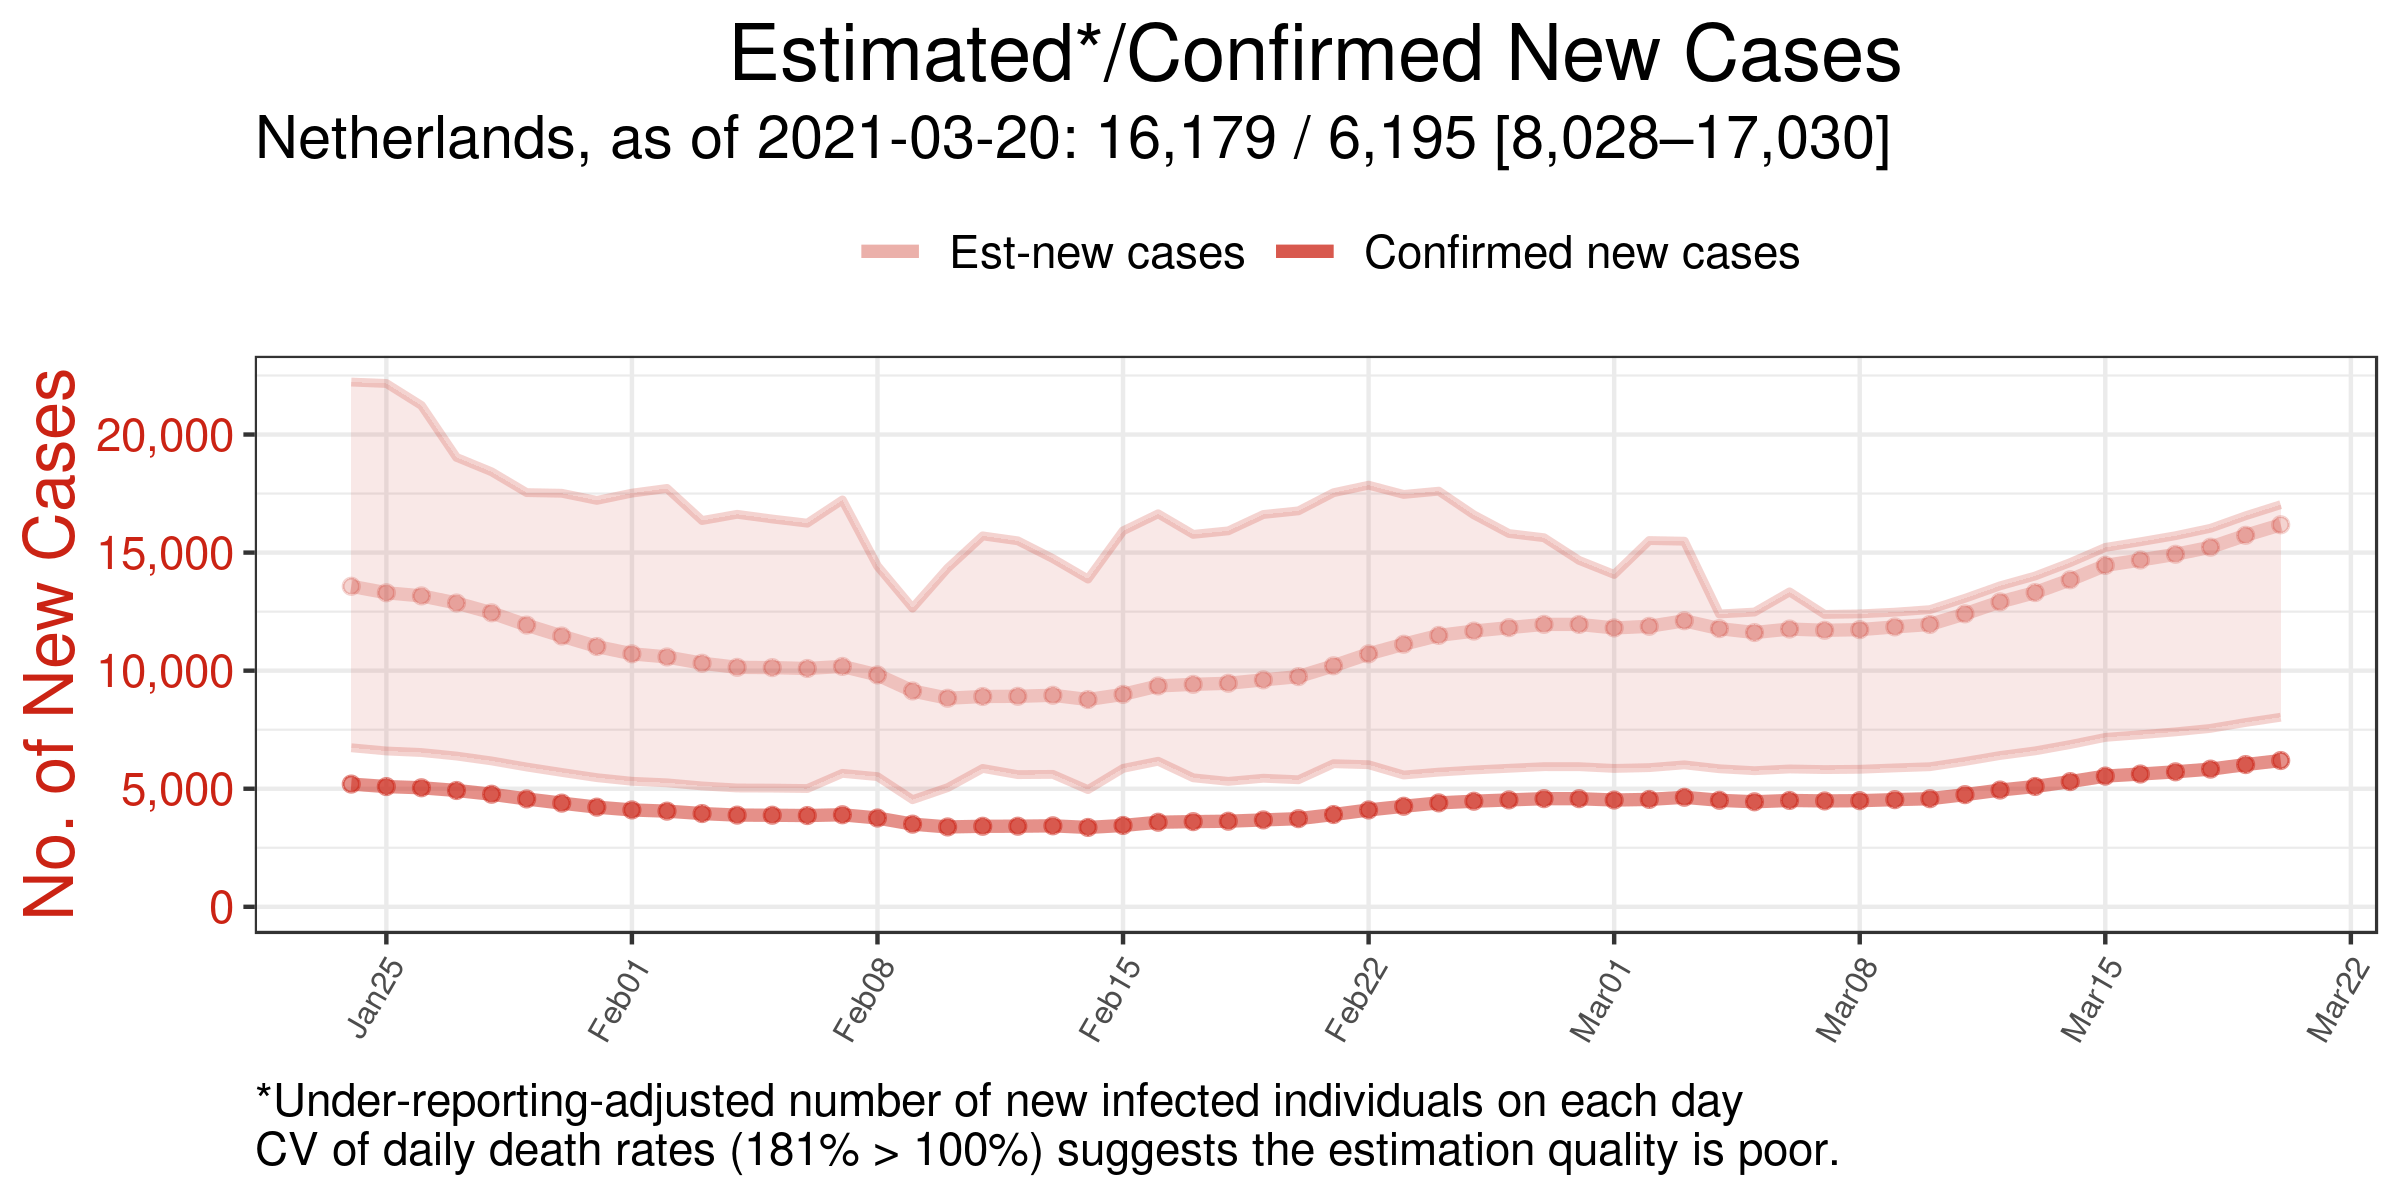 Estimated*/Confirmed New Cases
Netherlands, as of 2021-03-20: 16,179 / 6,195 [8,028–17,030]
Est-new cases
Confirmed new cases
No. of New Cases
20,000
15,000
10,000
5,000
0
Jan25
Feb01
Feb08
Feb15
Feb22
Mar01
Mar08
Mar15
Mar22
*Under-reporting-adjusted number of new infected individuals on each day
CV of daily death rates (181% > 100%) suggests the estimation quality is poor.